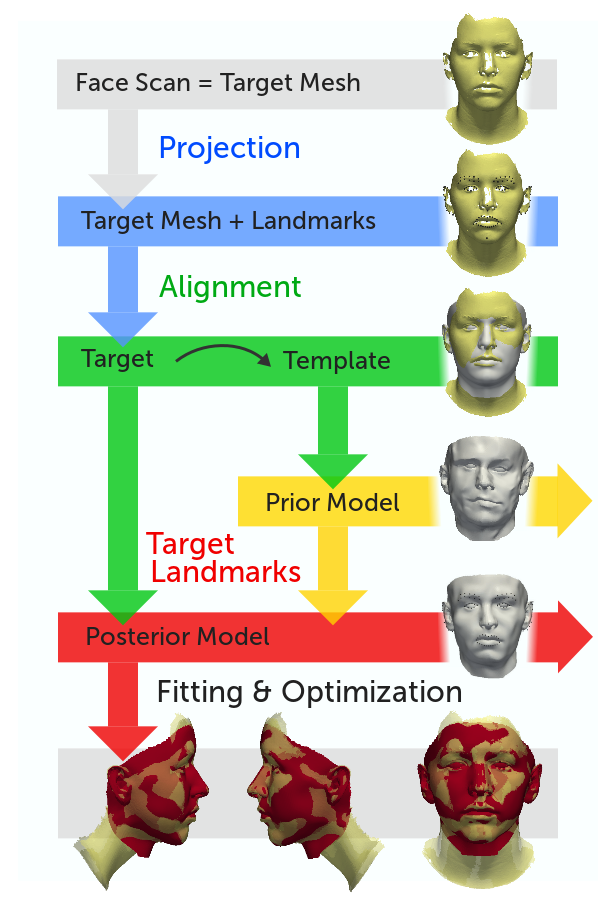 Face Scan = Target Mesh
Projection
Target Mesh + Landmarks
Alignment
Target
Template
Prior Model
Target
Landmarks
Posterior Model
Fitting & Optimization